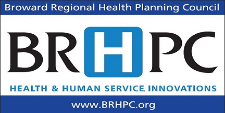 Broward Regional Health Planning Council
BRHPC
HEALTH & HUMAN SERVICE INNOVATIONS
www.BRHPC.org